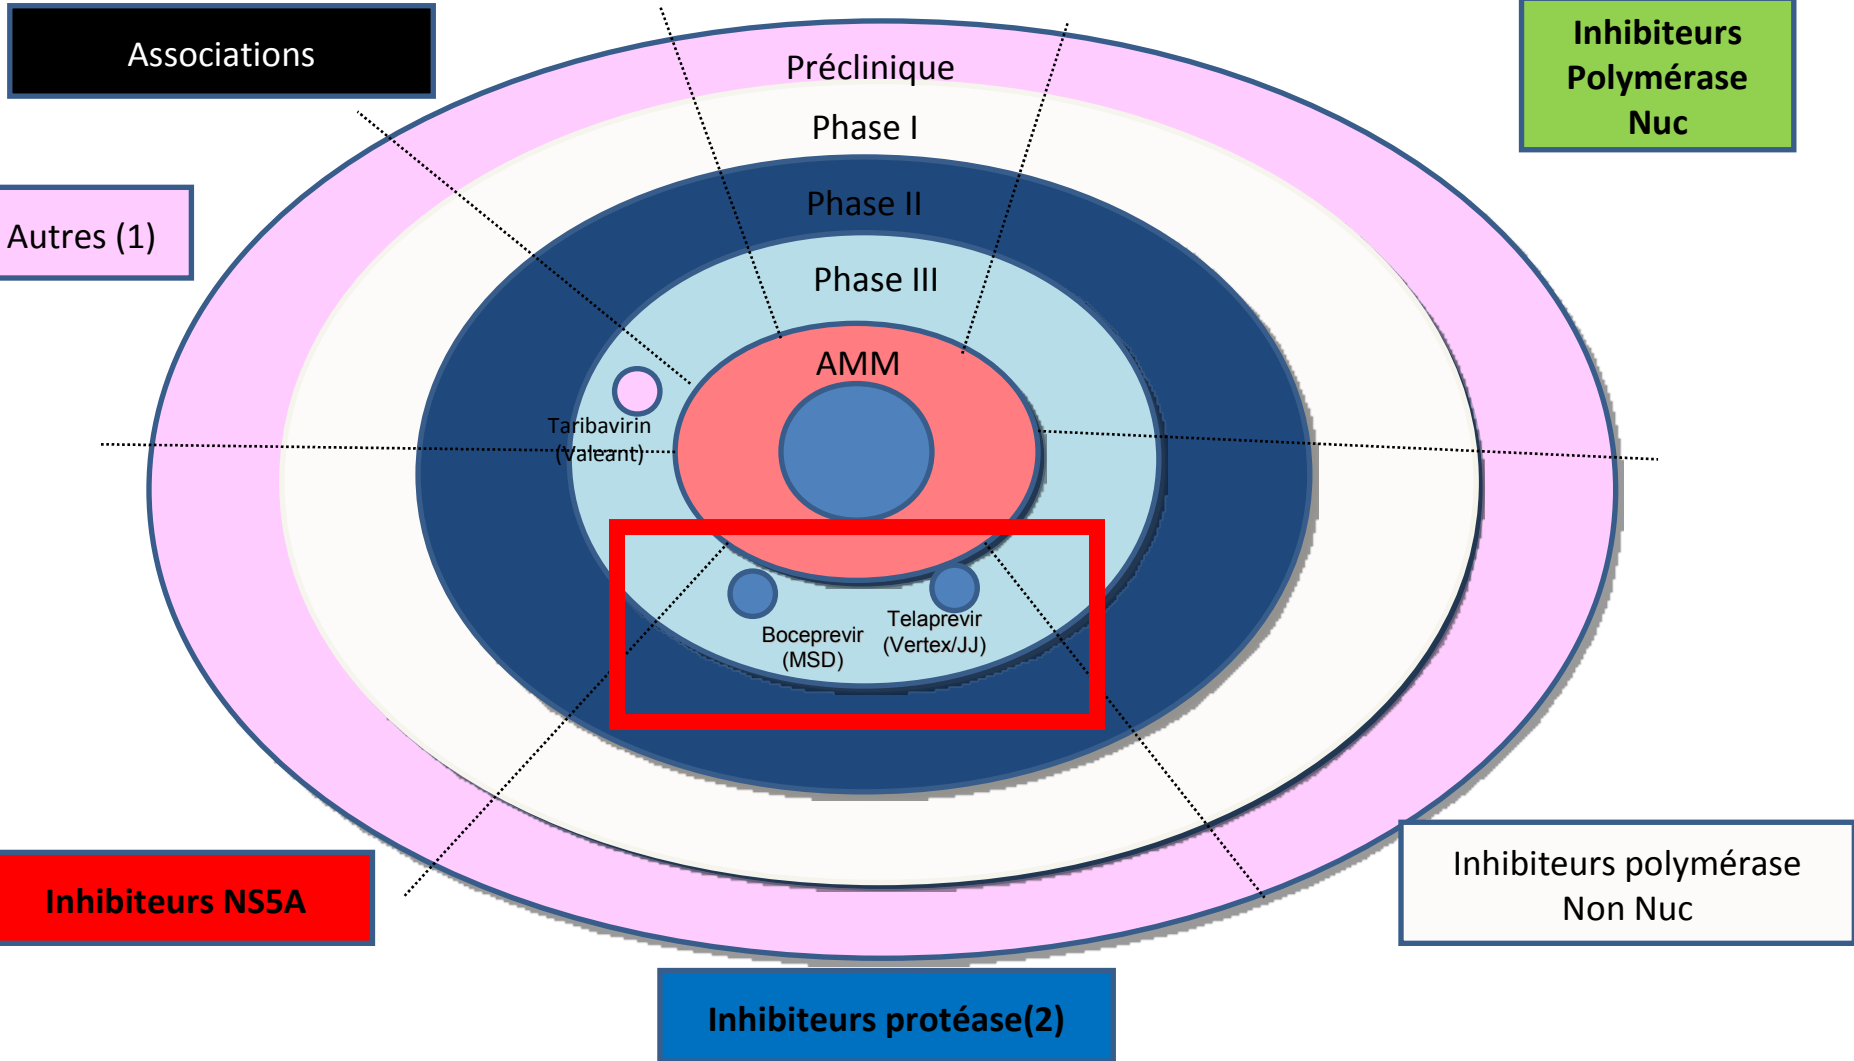 Associations
Inhibiteurs
Polymérase
Nuc
Préclinique
Phase I
Phase II
Autres (1)
Phase III
AMM
Taribavirin
(Valeant)
Boceprevir
(MSD)
Telaprevir
(Vertex/JJ)
Inhibiteurs NS5A
Inhibiteurs polymérase
Non Nuc
Inhibiteurs protéase(2)